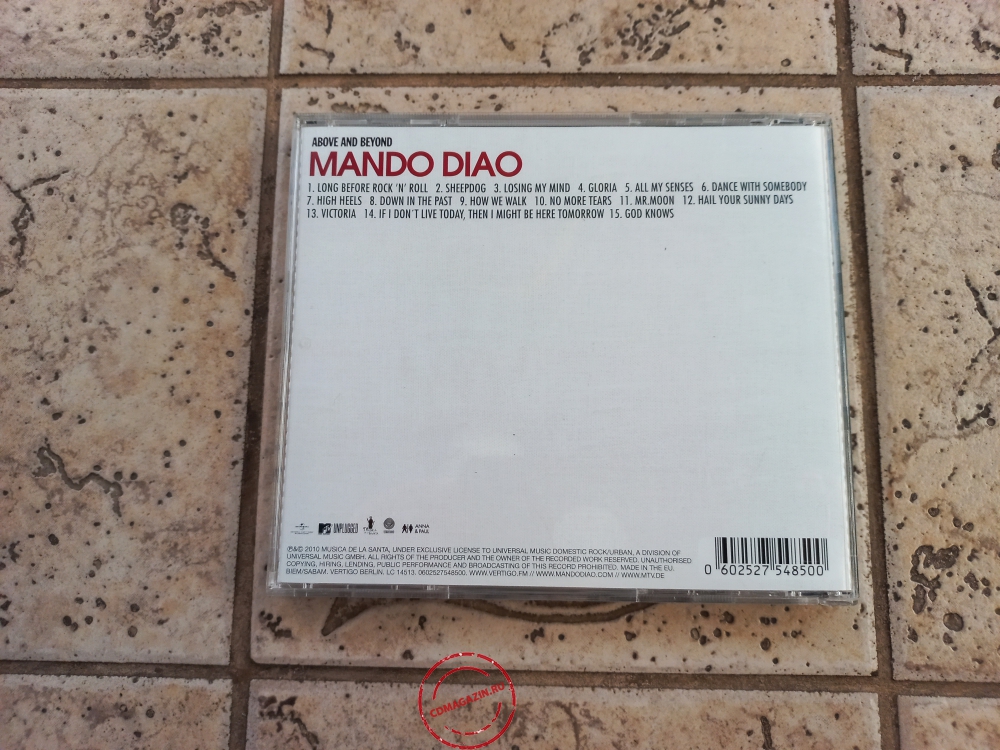 ABOVE AND BEYOND
MANDO DIAO
1. LONG BEFORE ROCK 'N' ROLL 2. SHEEPDOG 3. LOSING MY MIND 4. GLORIA 5. ALL MY SENSES 6. DANCE WITH SOMEBODY
7. HIGH HEELS 8. DOWN IN THE PAST 9. HOW WE WALK 10. NO MORE TEARS 11. MR.MOON 12. HAIL YOUR SUNNY DAYS
13. VICTORIA 14. IF I DON´T LIVE TODAY, THEN I MIGHT BE HERE TOMORROW 15. GOD KNOWS
MTV UNPLUGGED
ANNA
& PAUL
℗&© 2010 MUSICA DE LA SANTA, UNDER EXCLUSIVE LICENSE TO UNIVERSAL MUSIC DOMESTIC ROCK/URBAN, A DIVISION OF
UNIVERSAL MUSIC GMBH. ALL RIGHTS OF THE PRODUCER AND THE OWNER OF THE RECORDED WORK RESERVED. UNAUTHORISED
COPYING, HIRING, LENDING, PUBLIC PERFORMANCE AND BROADCASTING OF THIS RECORD PROHIBITED. MADE IN THE EU.
BIEM/SABAM. VERTIGO BERLIN. LC 14513. 0602527548500. WWW.VERTIGO.FM // WWW.MANDODIAO.COM // WWW.MTV.DE
0 602527 548500
CDMAGAZIN.RO